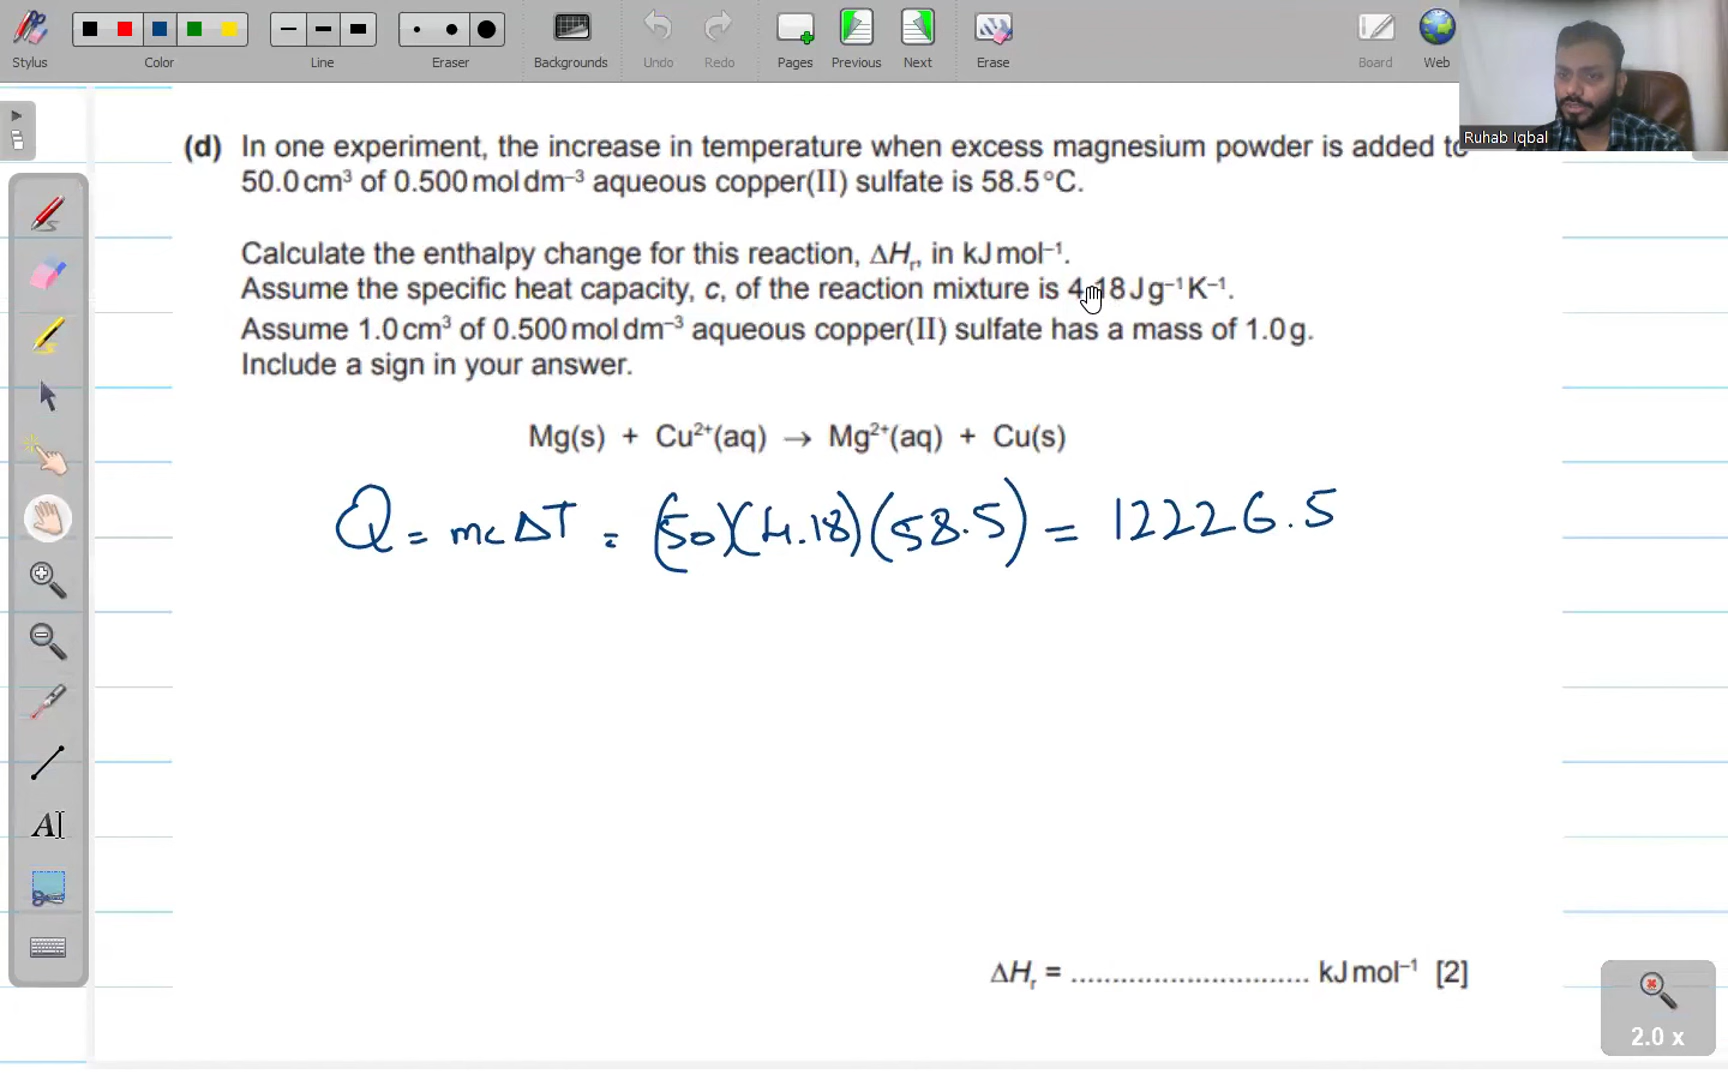 Stylus
Color
Line
Eraser
Backgrounds
Undo
Redo
Pages
Previous
Next
Erase
Board
Web
Ruhab Iqbal
(d) In one experiment, the increase in temperature when excess magnesium powder is added to
50.0 cm³ of 0.500 mol dm⁻³ aqueous copper(II) sulfate is 58.5 °C.
Calculate the enthalpy change for this reaction, ΔHᵣ, in kJ mol⁻¹.
Assume the specific heat capacity, c, of the reaction mixture is 4.18 J g⁻¹ K⁻¹.
Assume 1.0 cm³ of 0.500 mol dm⁻³ aqueous copper(II) sulfate has a mass of 1.0 g.
Include a sign in your answer.
Mg(s) + Cu²⁺(aq) → Mg²⁺(aq) + Cu(s)
Q = mcΔT = (50)(4.18)(58.5) = 12226.5
ΔHᵣ = ............................. kJ mol⁻¹ [2]
AI
2.0 x